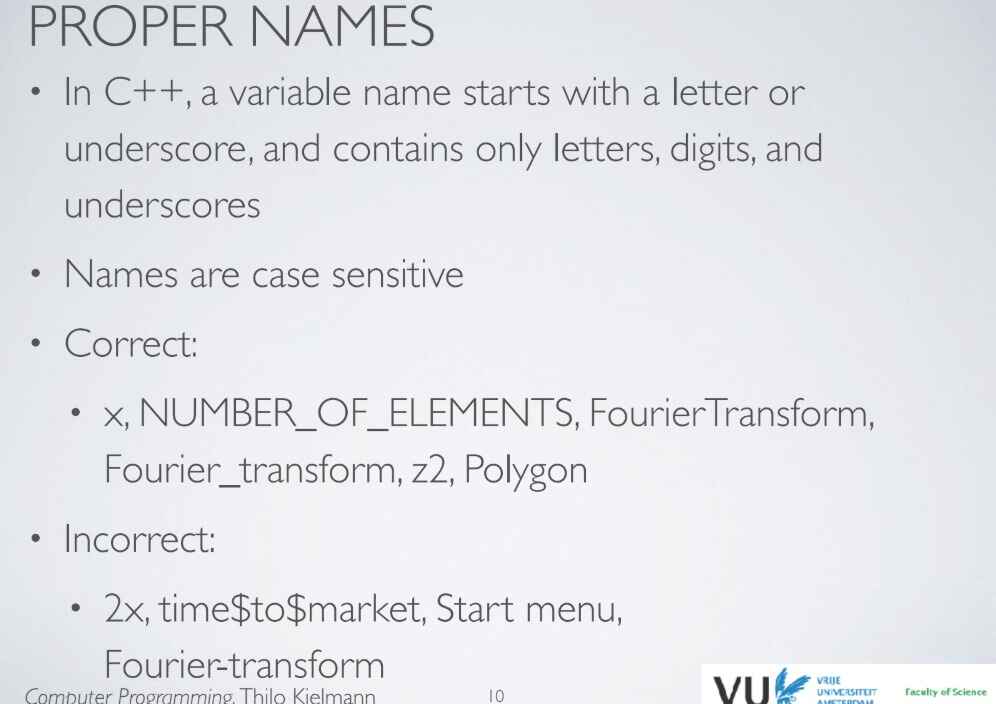 PROPER NAMES
• In C++, a variable name starts with a letter or
underscore, and contains only letters, digits, and
underscores
• Names are case sensitive
• Correct:
• x, NUMBER_OF_ELEMENTS, FourierTransform,
Fourier_transform, z2, Polygon
• Incorrect:
• 2x, time$to$market, Start menu,
Fourier-transform
Computer Programming, Thilo Kielmann
10
VU
VRIJE
UNIVERSITEIT
AMSTERDAM
Faculty of Science